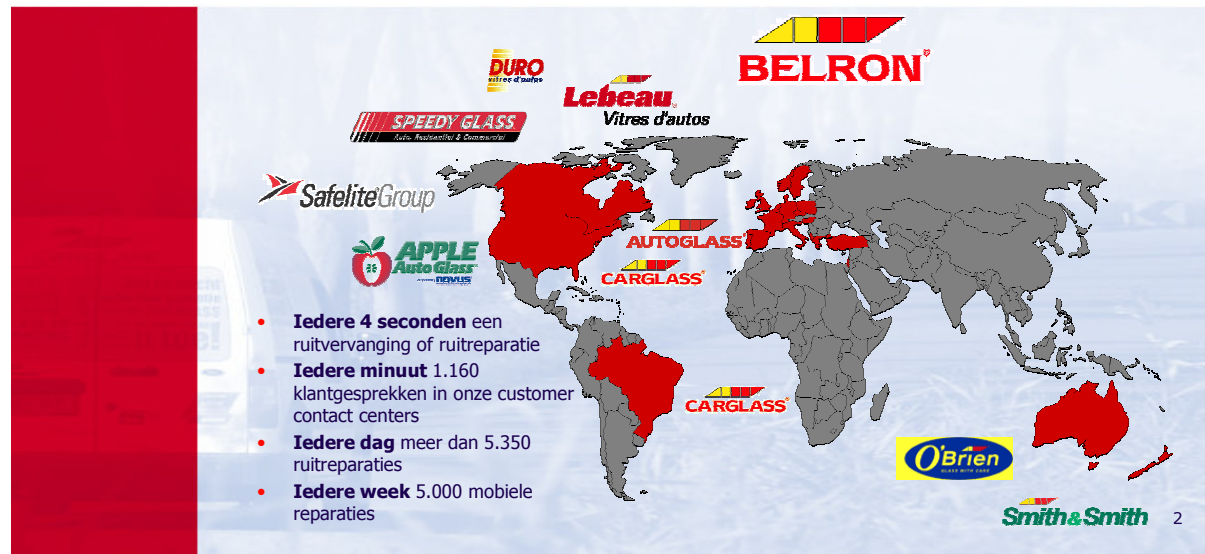 BELRON®
DURO
vitres d'autos
Lebeau®
Vitres d'autos
SPEEDY GLASS
Auto, Residential & Commercial
SafeliteGroup
APPLE
Auto Glass
novus
AUTOGLASS®
CARGLASS®
• Iedere 4 seconden een
ruitvervanging of ruitreparatie
• Iedere minuut 1.160
klantgesprekken in onze customer
contact centers
• Iedere dag meer dan 5.350
ruitreparaties
• Iedere week 5.000 mobiele
reparaties
CARGLASS®
O'Brien
GLASS WITH CARE
Smith&Smith
2